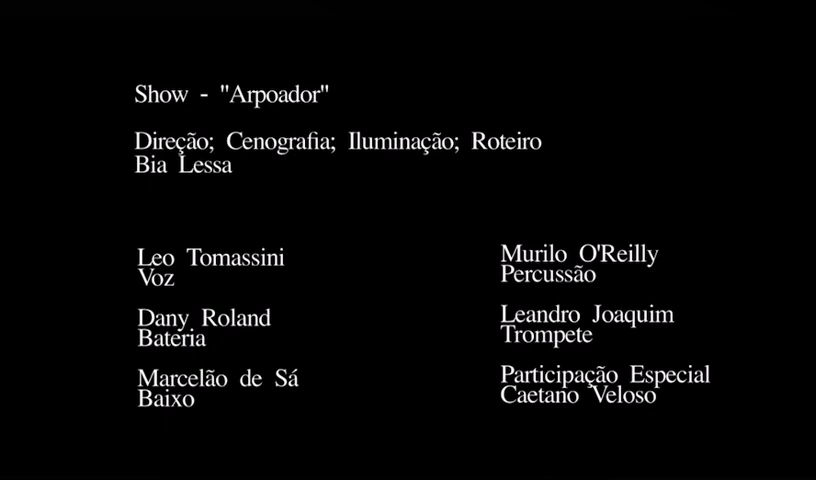 Show - "Arpoador"
Direção; Cenografia; Iluminação; Roteiro
Bia Lessa
Leo Tomassini
Voz
Dany Roland
Bateria
Marcelão de Sá
Baixo
Murilo O'Reilly
Percussão
Leandro Joaquim
Trompete
Participação Especial
Caetano Veloso